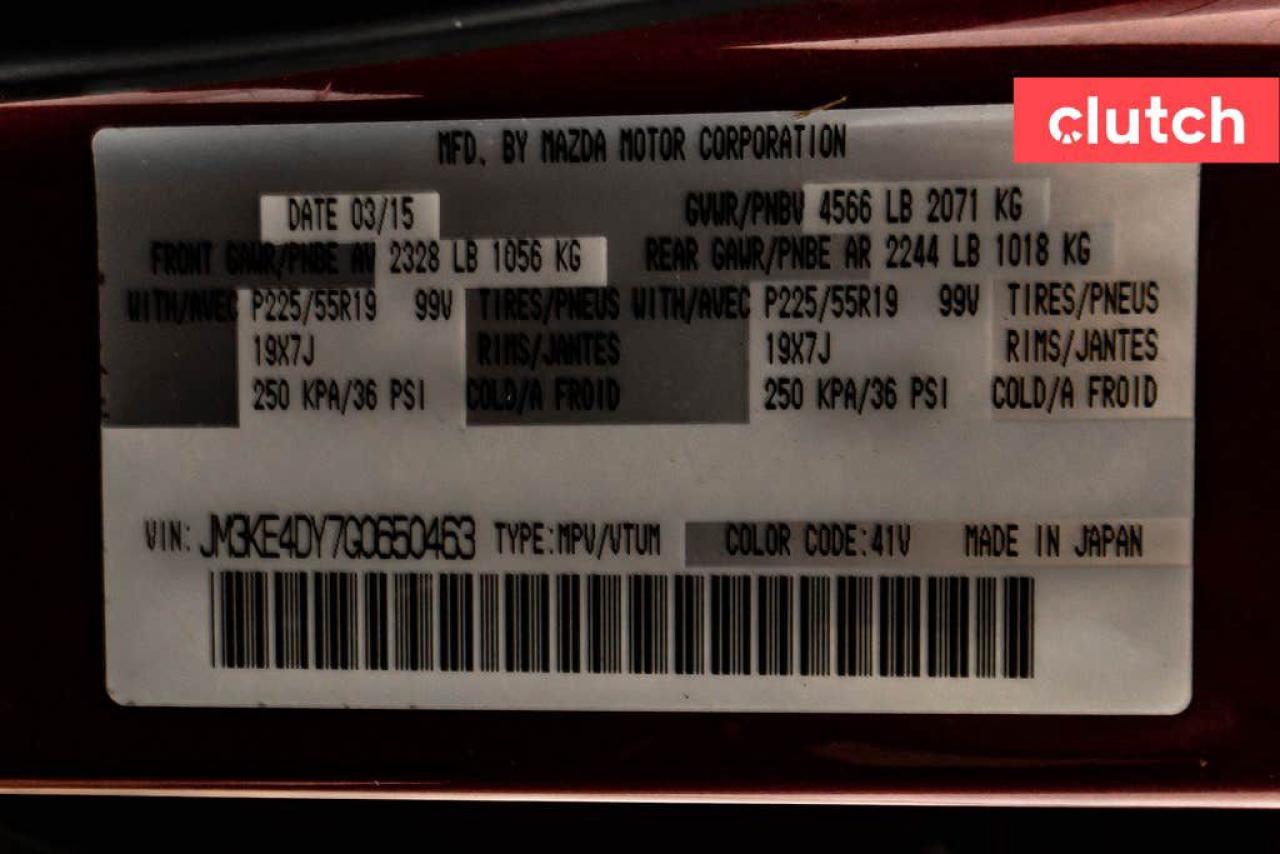 clutch
MFD. BY MAZDA MOTOR CORPORATION
DATE 03/15 GVWR/PNBV 4566 LB 2071 KG
FRONT GAWR/PNBE AV 2328 LB 1056 KG REAR GAWR/PNBE AR 2244 LB 1018 KG
WITH/AVEC P225/55R19 99V TIRES/PNEUS WITH/AVEC P225/55R19 99V TIRES/PNEUS
19X7J RIMS/JANTES 19X7J RIMS/JANTES
250 KPA/36 PSI COLD/A FROID 250 KPA/36 PSI COLD/A FROID
VIN: JM3KE4DY7G0650463 TYPE:MPV/VTUM COLOR CODE:41V MADE IN JAPAN